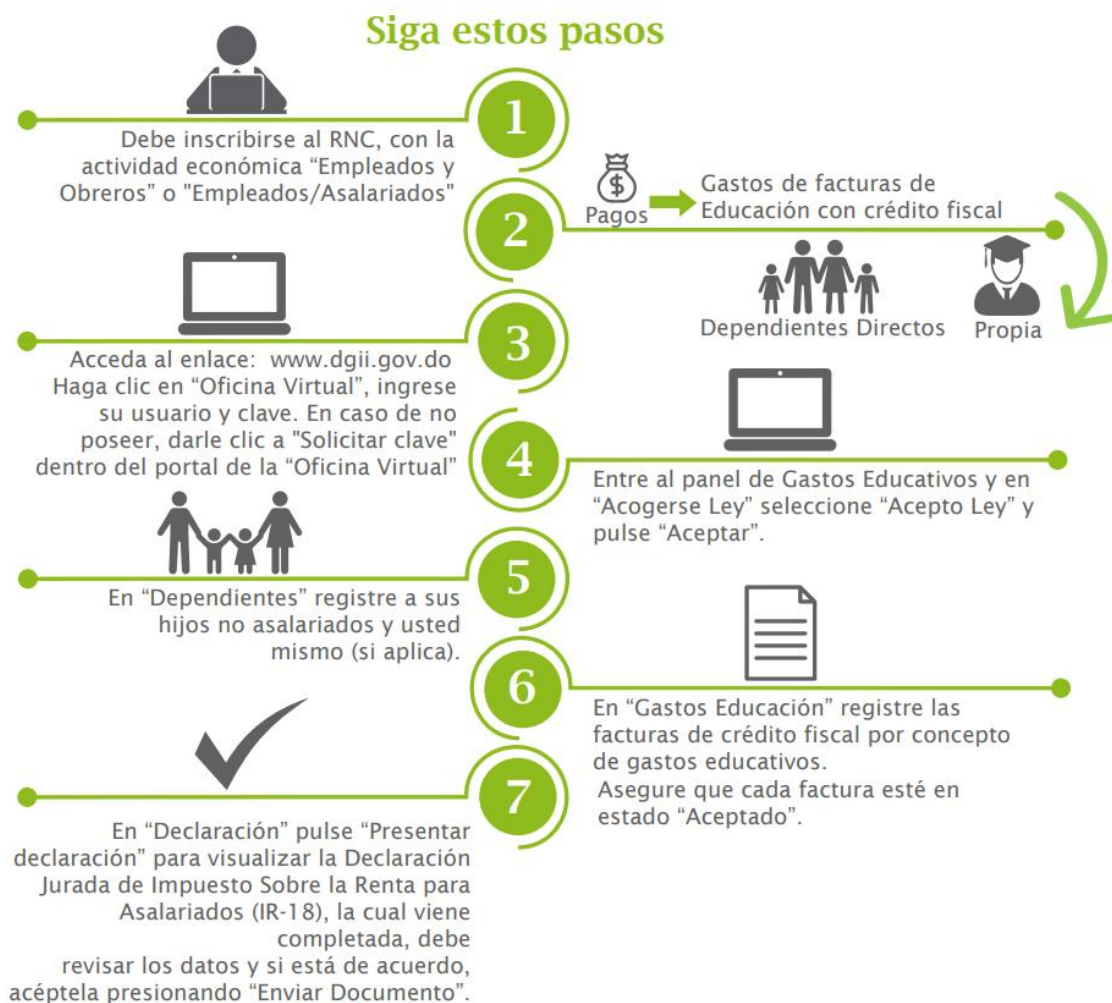 Siga estos pasos
1
Debe inscribirse al RNC, con la
actividad económica “Empleados y
Obreros” o "Empleados/Asalariados"
2
Pagos
Gastos de facturas de
Educación con crédito fiscal
Dependientes Directos
Propia
3
Acceda al enlace: www.dgii.gov.do
Haga clic en “Oficina Virtual”, ingrese
su usuario y clave. En caso de no
poseer, darle clic a "Solicitar clave"
dentro del portal de la “Oficina Virtual”
4
Entre al panel de Gastos Educativos y en
“Acogerse Ley” seleccione “Acepto Ley” y
pulse “Aceptar”.
5
En “Dependientes” registre a sus
hijos no asalariados y usted
mismo (si aplica).
6
En “Gastos Educación” registre las
facturas de crédito fiscal por concepto
de gastos educativos.
Asegure que cada factura esté en
estado “Aceptado”.
7
En “Declaración” pulse “Presentar
declaración” para visualizar la Declaración
Jurada de Impuesto Sobre la Renta para
Asalariados (IR-18), la cual viene
completada, debe
revisar los datos y si está de acuerdo,
acéptela presionando “Enviar Documento”.